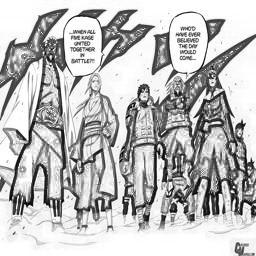 WHO'D
HAVE EVER
BELIEVED
THE DAY
WOULD
COME...
...WHEN ALL
FIVE KAGE
UNITED
TOGETHER
IN
BATTLE?!